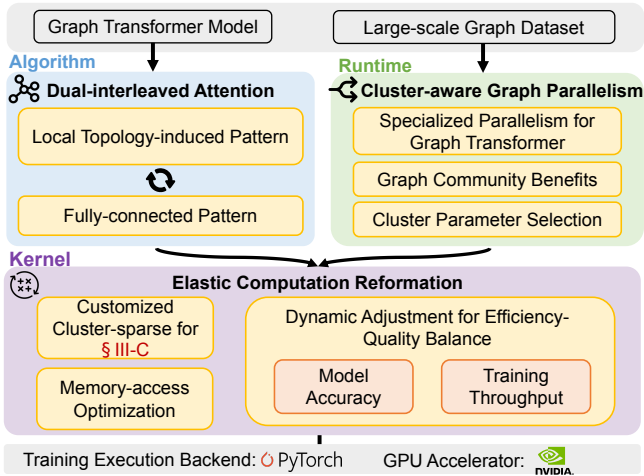 Graph Transformer Model
Large-scale Graph Dataset
Algorithm
Dual-interleaved Attention
Local Topology-induced Pattern
Fully-connected Pattern
Runtime
Cluster-aware Graph Parallelism
Specialized Parallelism for
Graph Transformer
Graph Community Benefits
Cluster Parameter Selection
Kernel
Elastic Computation Reformation
Customized
Cluster-sparse for
§ III-C
Memory-access
Optimization
Dynamic Adjustment for Efficiency-
Quality Balance
Model
Accuracy
Training
Throughput
Training Execution Backend: PyTorch
GPU Accelerator: NVIDIA.